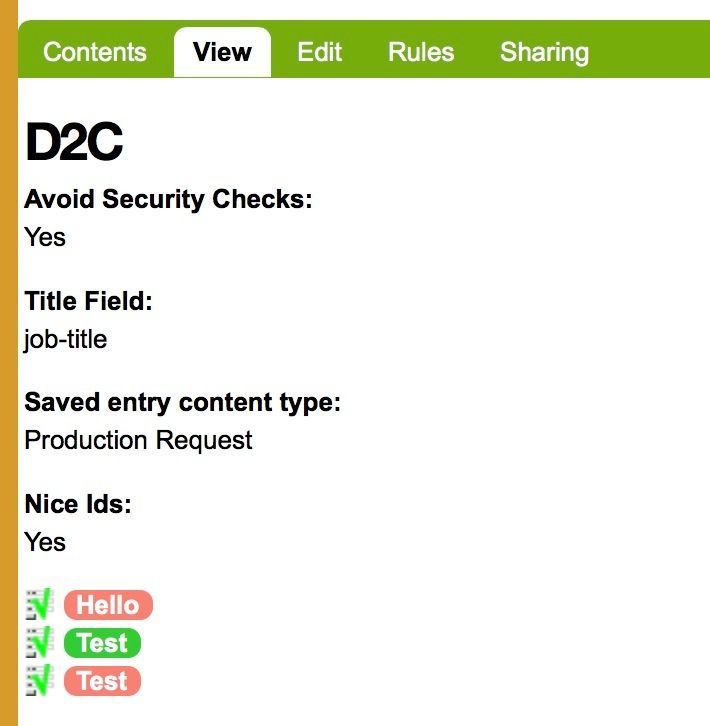 Contents View Edit Rules Sharing
D2C
Avoid Security Checks:
Yes
Title Field:
job-title
Saved entry content type:
Production Request
Nice Ids:
Yes
Hello
Test
Test